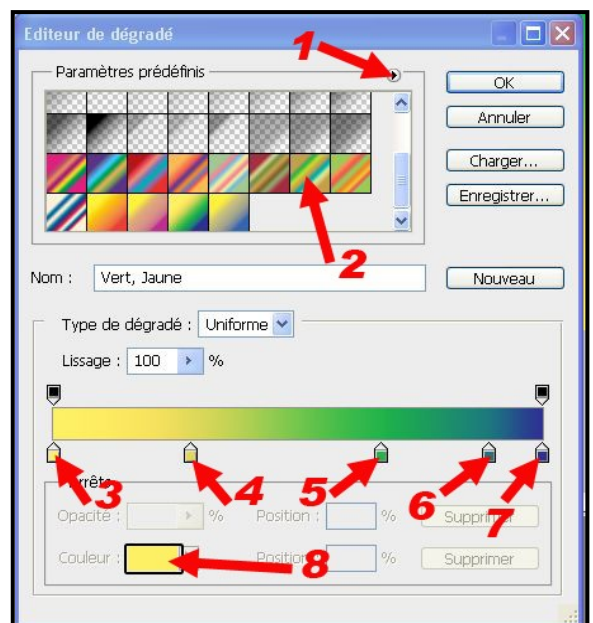 Editeur de dégradé
1
Paramètres prédéfinis
OK
Annuler
Charger...
Enregistrer...
2
Nom : Vert, Jaune
Nouveau
Type de dégradé : Uniforme
Lissage : 100 %
3 4 5 6 7
Arrêts
Opacité : % Position : % Supprimer
Couleur : 8 Position % Supprimer